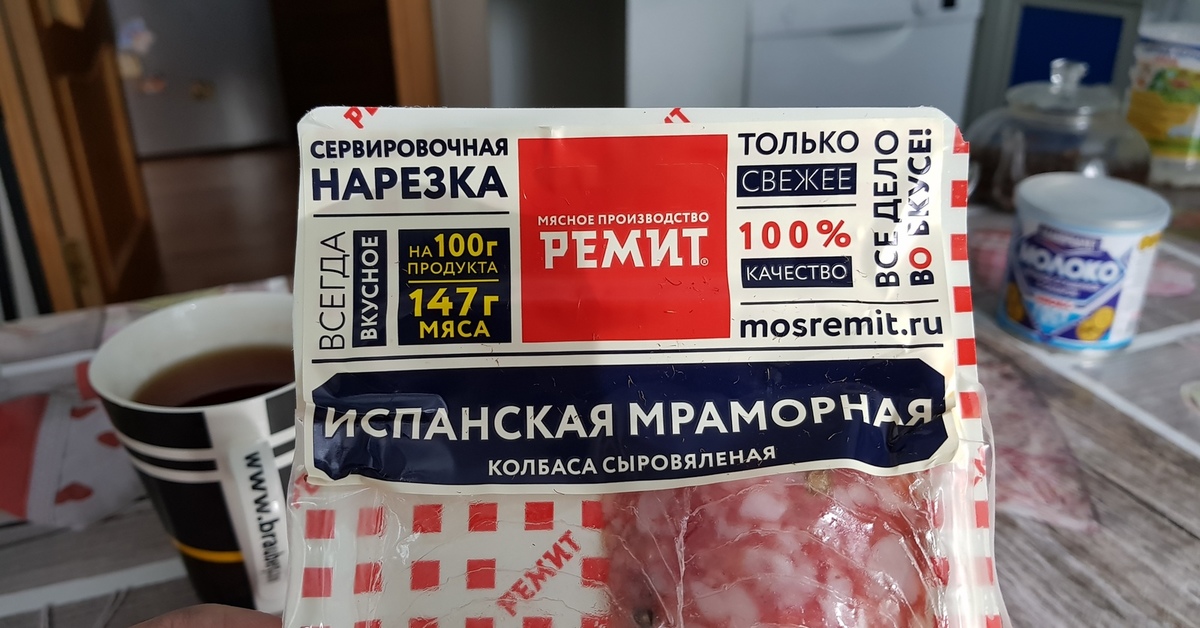 СЕРВИРОВОЧНАЯ
НАРЕЗКА
ВСЕГДА
ВКУСНОЕ
НА 100г
ПРОДУКТА
147г
МЯСА
МЯСНОЕ ПРОИЗВОДСТВО
РЕМИТ®
ТОЛЬКО
СВЕЖЕЕ
100%
КАЧЕСТВО
ВСЕ ДЕЛО
ВО ВКУСЕ!
mosremit.ru
ИСПАНСКАЯ МРАМОРНАЯ
КОЛБАСА СЫРОВЯЛЕНАЯ
РЕМИТ
МОЛОКО